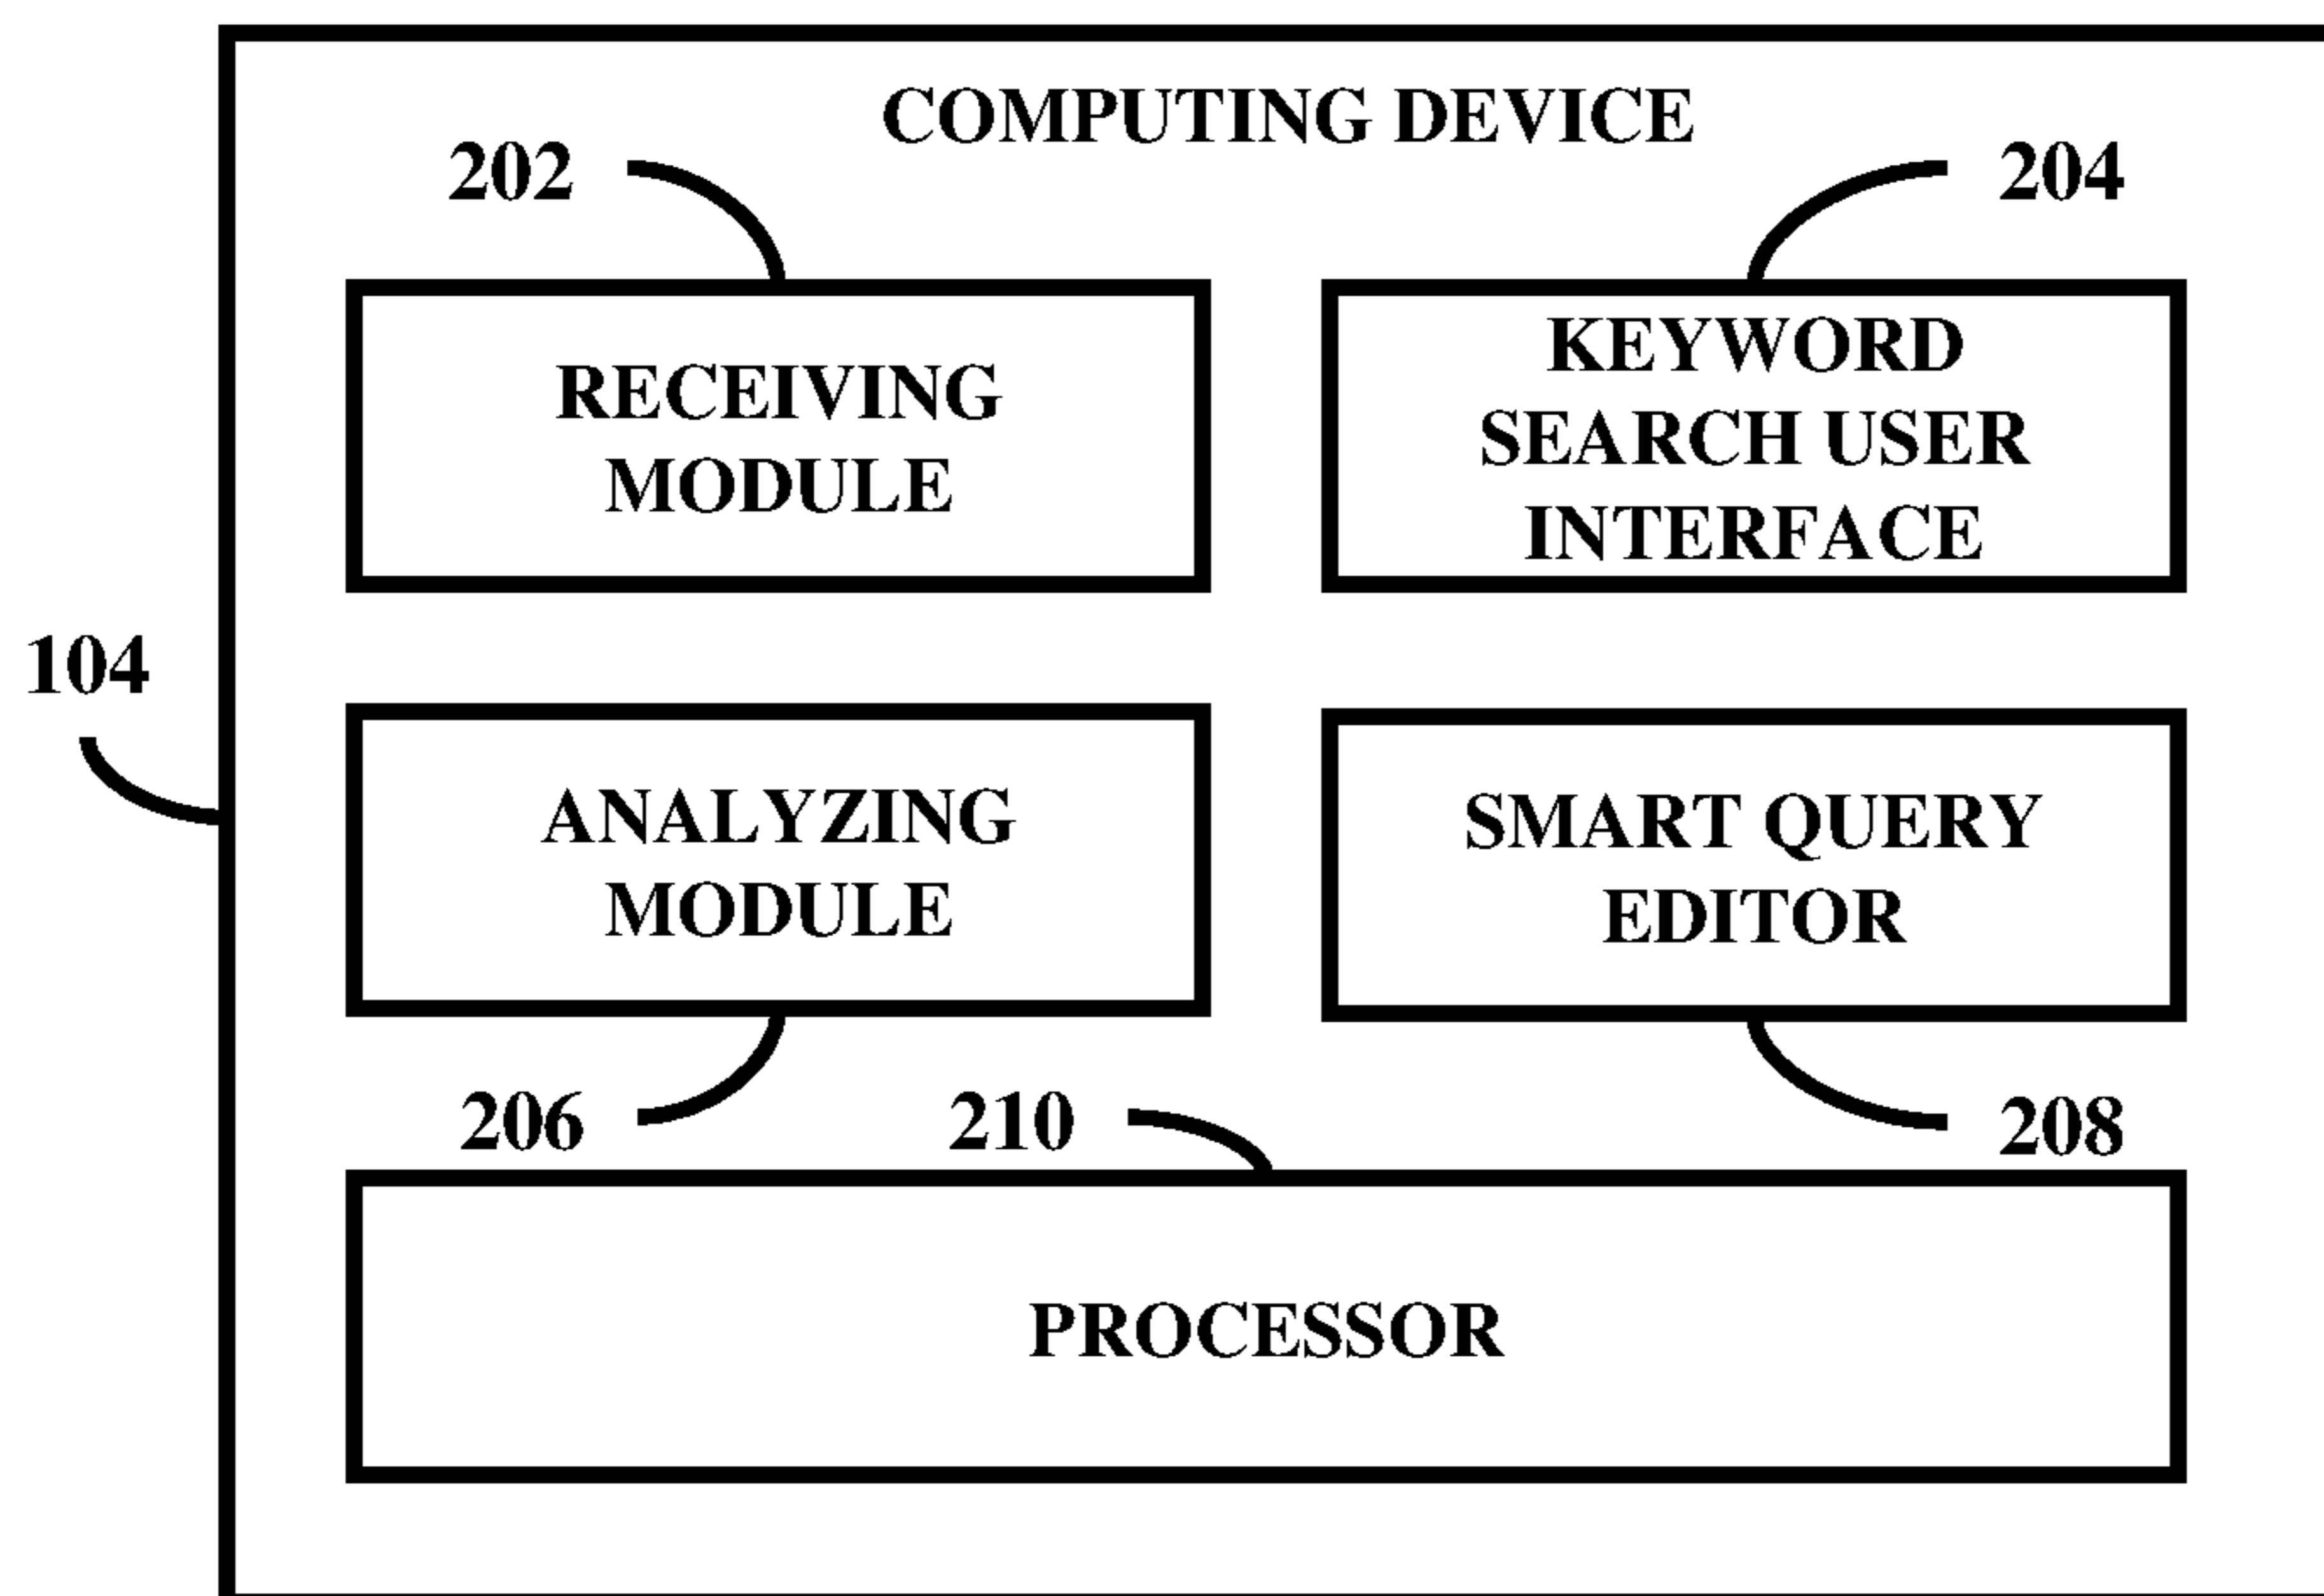 COMPUTING DEVICE
202
204
RECEIVING
MODULE
KEYWORD
SEARCH USER
INTERFACE
104
ANALYZING
MODULE
SMART QUERY
EDITOR
206
210
208
PROCESSOR